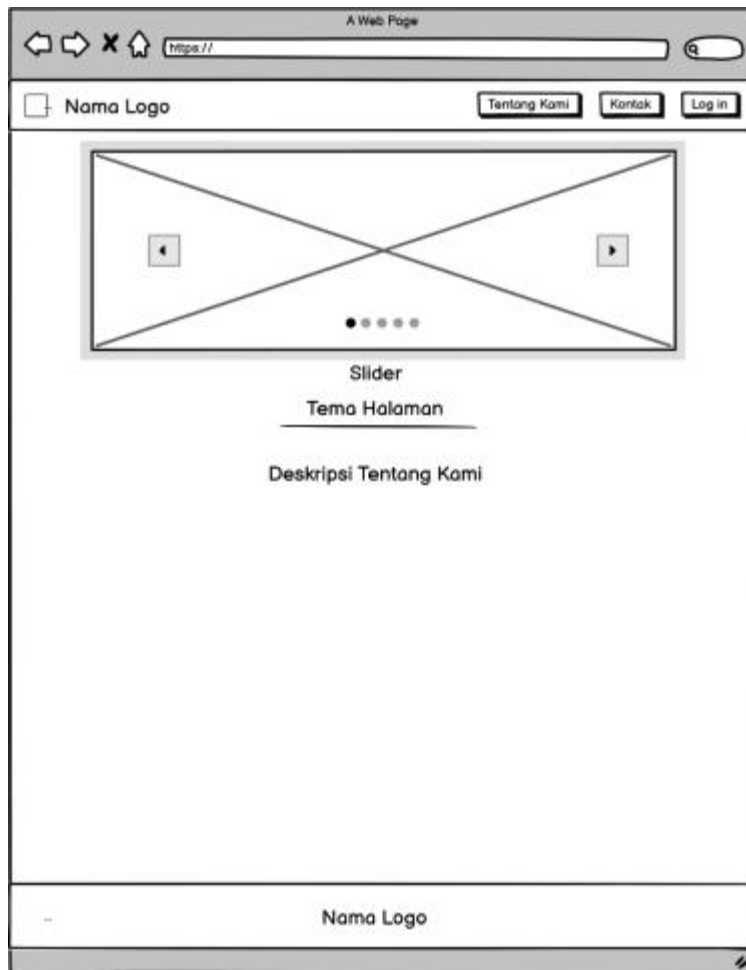 A Web Page
https://
Nama Logo
Tentang Kami
Kontak
Log in
Slider
Tema Halaman
Deskripsi Tentang Kami
Nama Logo